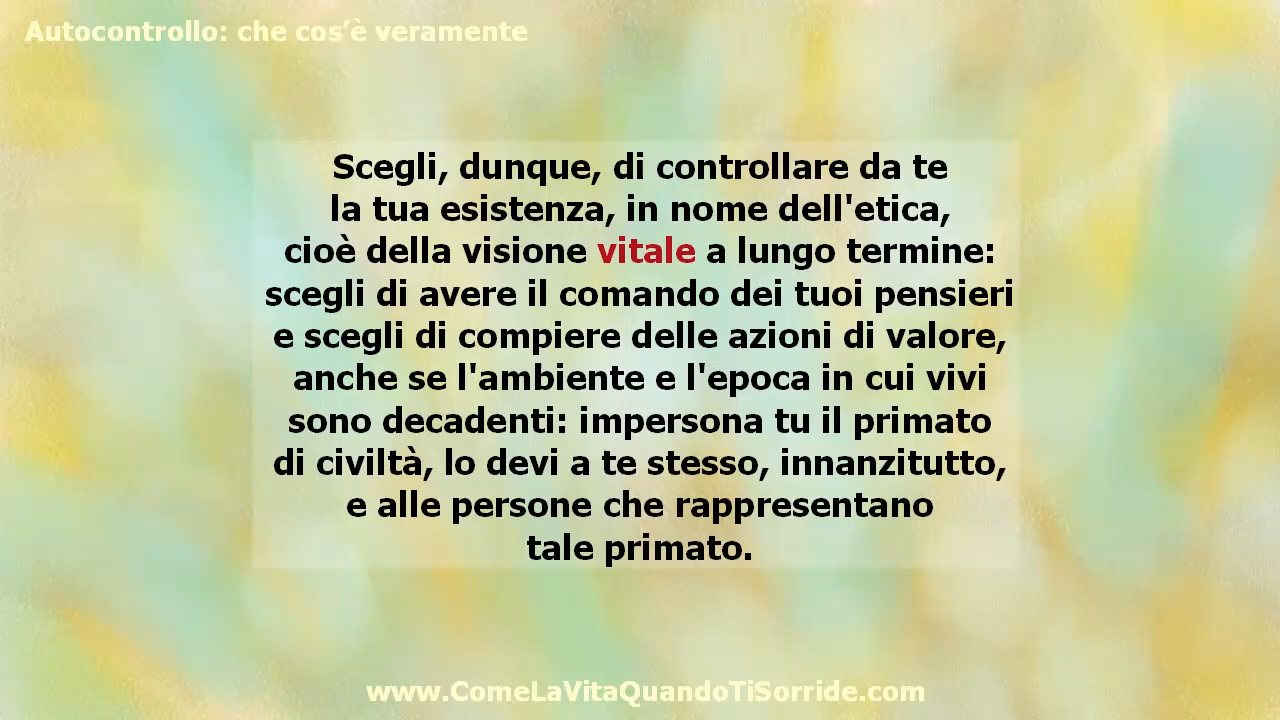 Autocontrollo: che cos’è veramente
Scegli, dunque, di controllare da te
la tua esistenza, in nome dell'etica,
cioè della visione vitale a lungo termine:
scegli di avere il comando dei tuoi pensieri
e scegli di compiere delle azioni di valore,
anche se l'ambiente e l'epoca in cui vivi
sono decadenti: impersona tu il primato
di civiltà, lo devi a te stesso, innanzitutto,
e alle persone che rappresentano
tale primato.
www.ComeLaVitaQuandoTiSorride.com